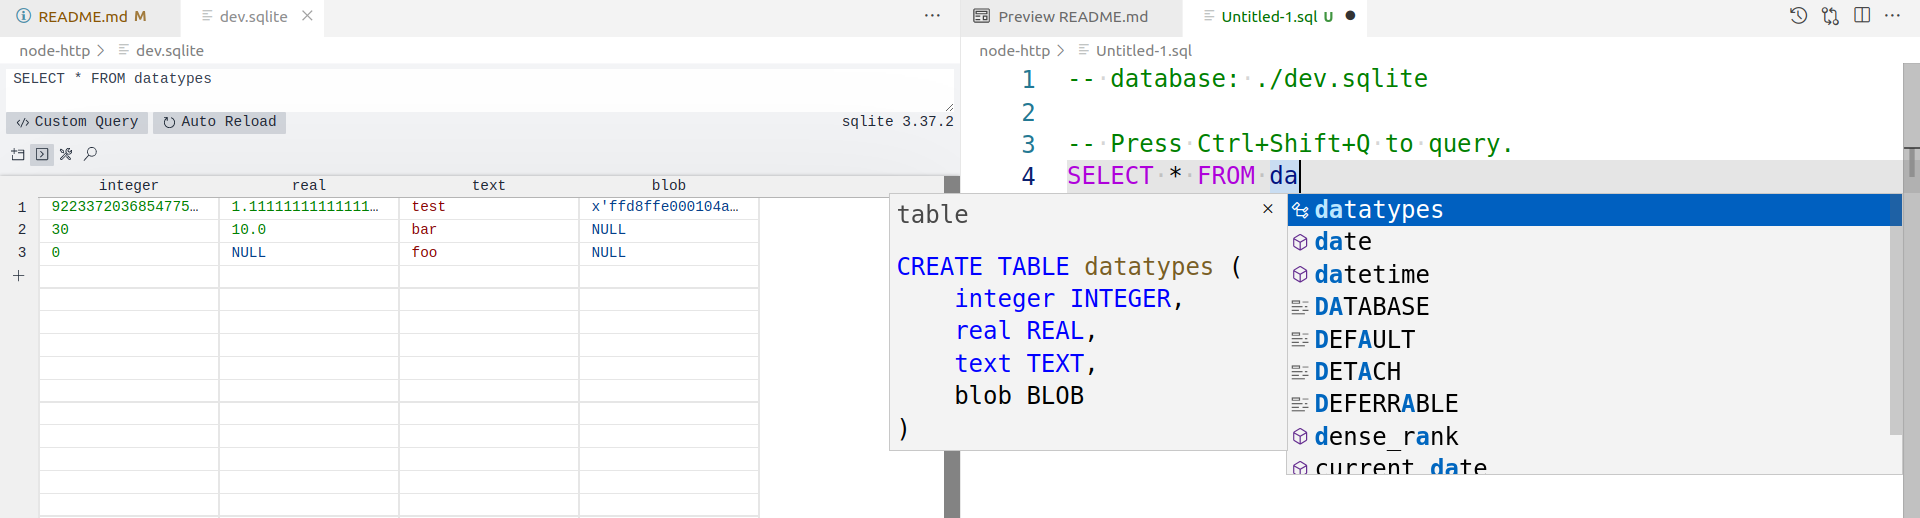 README.md M
dev.sqlite
node-http > dev.sqlite
SELECT * FROM datatypes
Custom Query
Auto Reload
sqlite 3.37.2
integer real text blob
1 9223372036854775… 1.11111111111111… test x'ffd8ffe000104a…
2 30 10.0 bar NULL
3 0 NULL foo NULL
Preview README.md
Untitled-1.sql U
node-http > Untitled-1.sql
1 -- database: ./dev.sqlite
2
3 -- Press Ctrl+Shift+Q to query.
4 SELECT * FROM da
table
CREATE TABLE datatypes (
integer INTEGER,
real REAL,
text TEXT,
blob BLOB
)
datatypes
date
datetime
DATABASE
DEFAULT
DETACH
DEFERRABLE
dense_rank
current_date